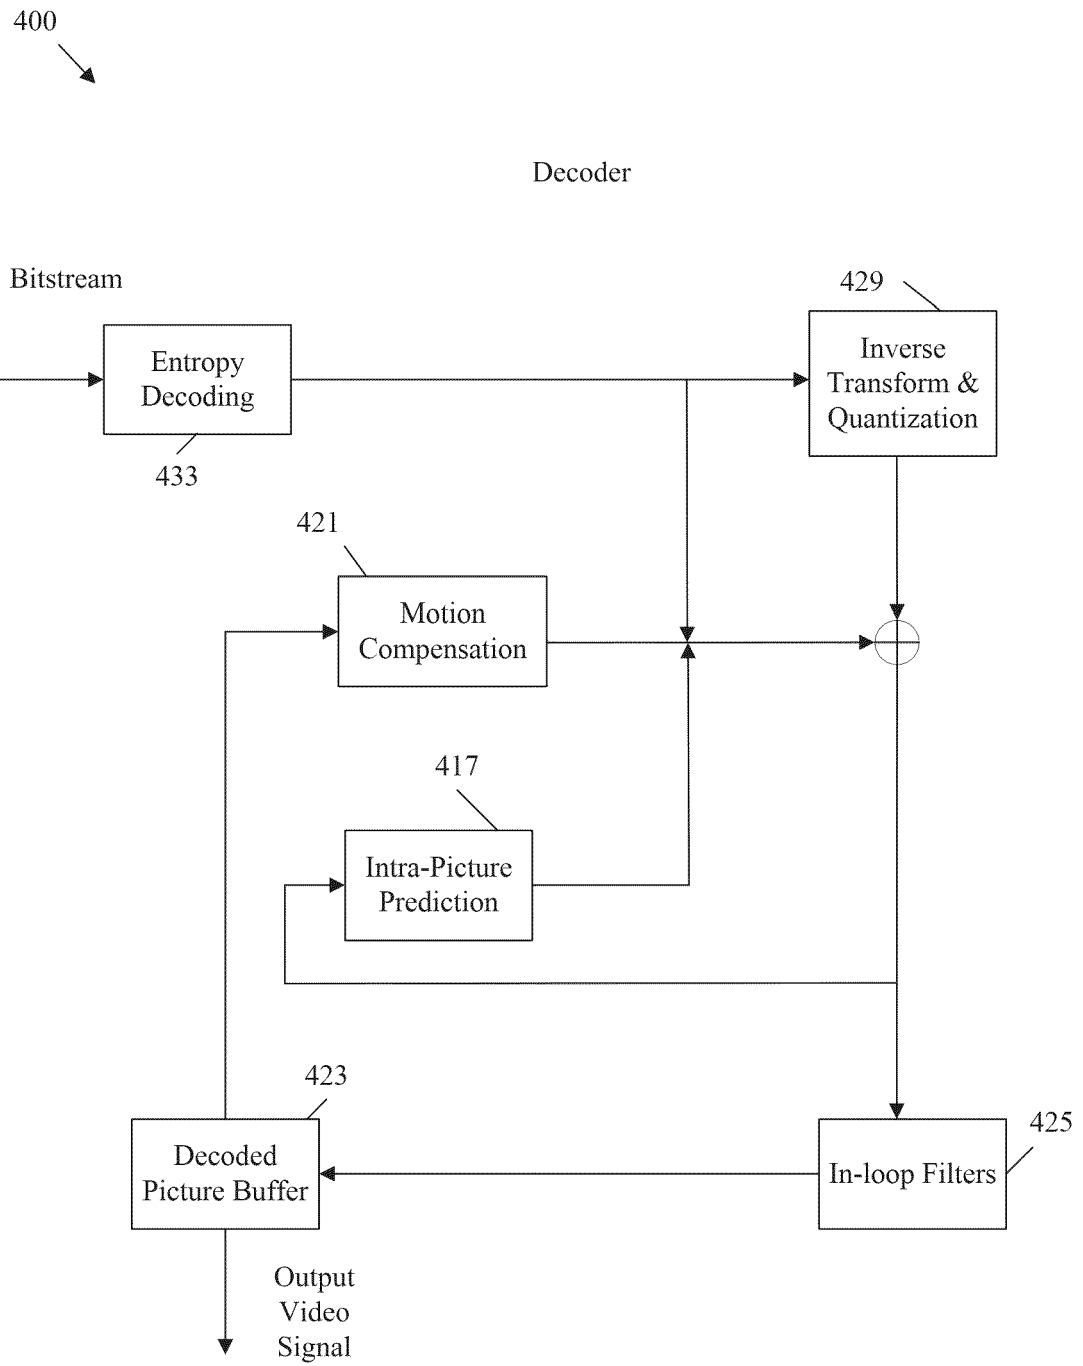 400
Decoder
Bitstream
429
Entropy
Decoding
Inverse
Transform &
Quantization
433
421
Motion
Compensation
417
Intra-Picture
Prediction
423
425
Decoded
Picture Buffer
In-loop Filters
Output
Video
Signal